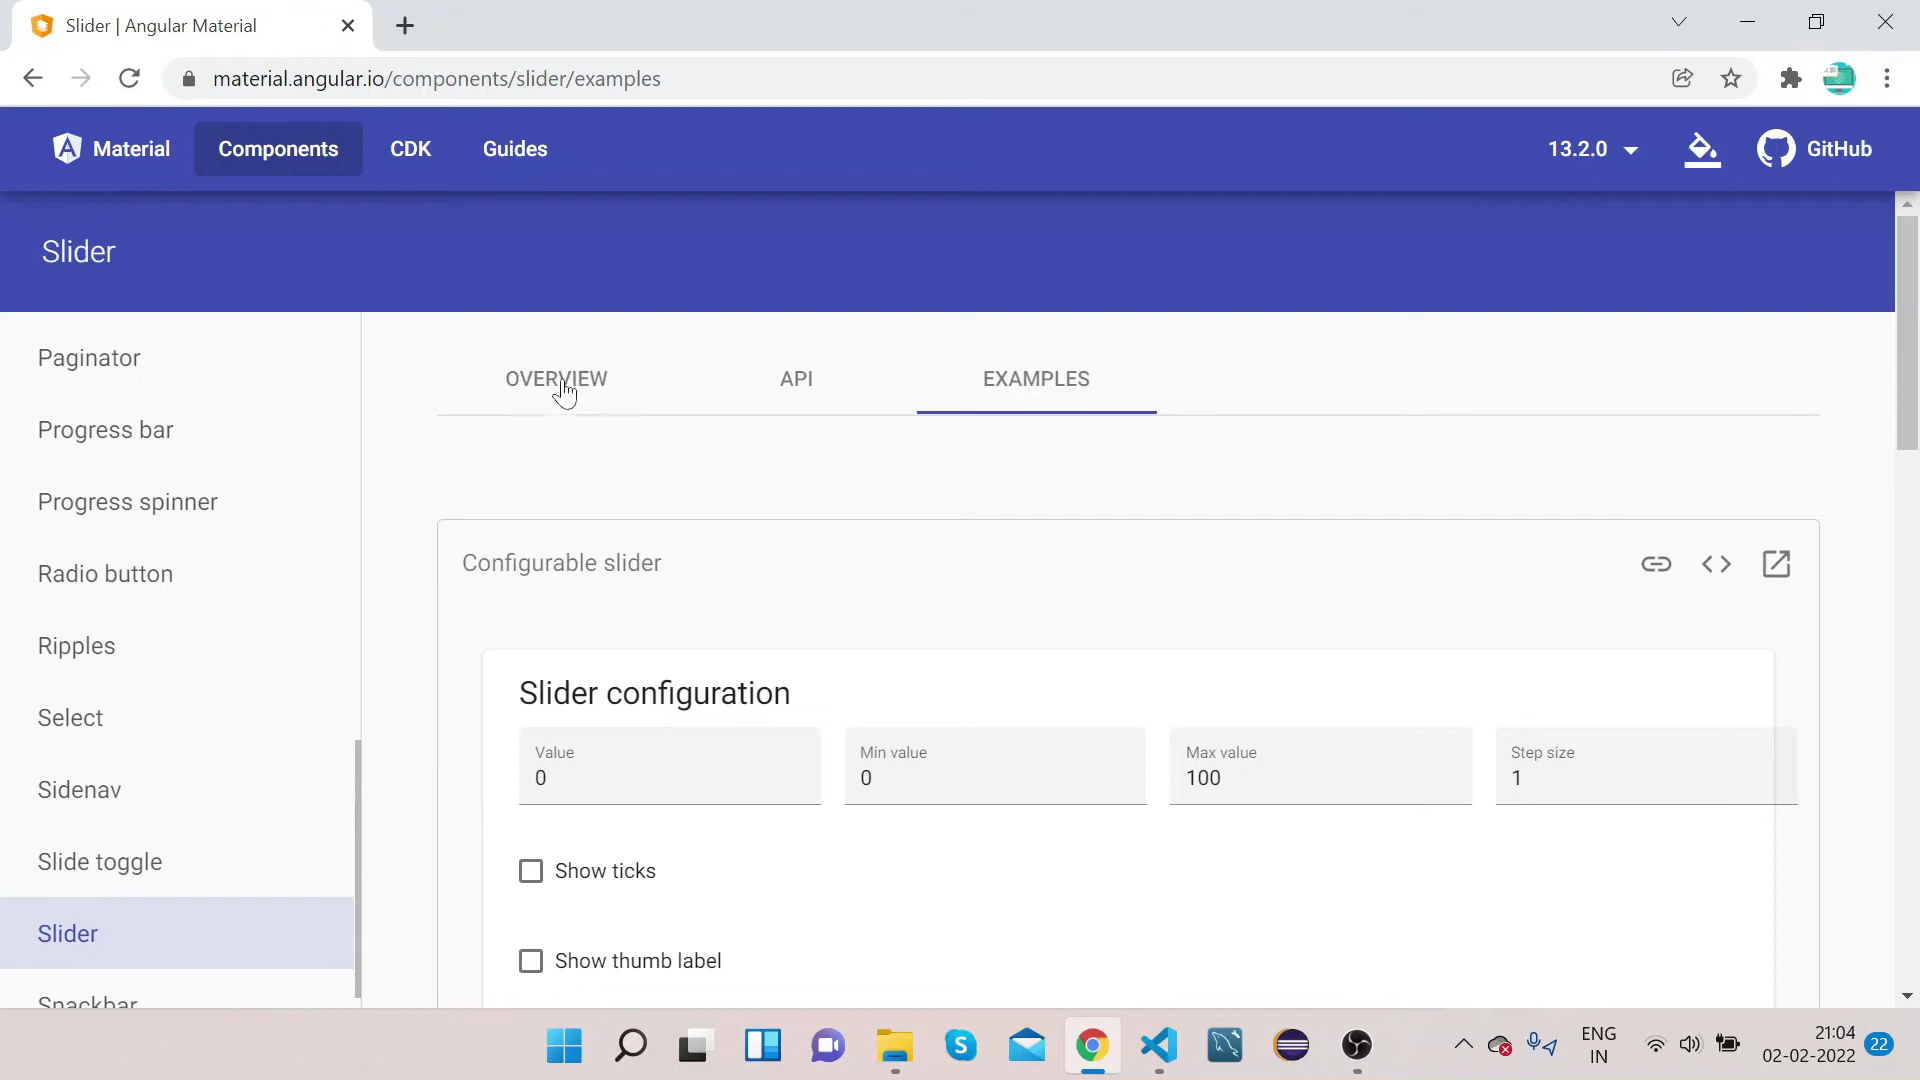 Slider | Angular Material
material.angular.io/components/slider/examples
Material
Components
CDK
Guides
13.2.0
GitHub
Slider
Paginator
Progress bar
Progress spinner
Radio button
Ripples
Select
Sidenav
Slide toggle
Slider
Snackbar
OVERVIEW
API
EXAMPLES
Configurable slider
Slider configuration
Value
0
Min value
0
Max value
100
Step size
1
Show ticks
Show thumb label
ENG
IN
21:04
02-02-2022
22